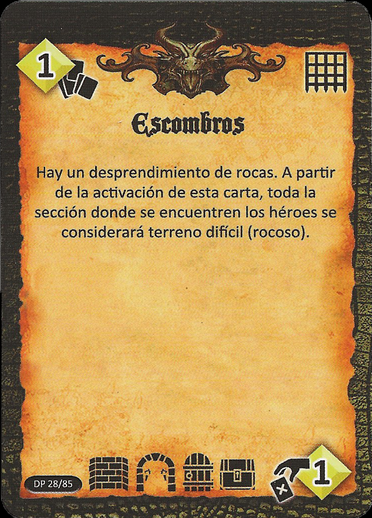 1
Escombros
Hay un desprendimiento de rocas. A partir
de la activación de esta carta, toda la
sección donde se encuentren los héroes se
considerará terreno difícil (rocoso).
DP 28/85
1